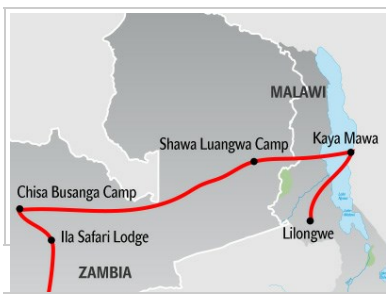 MALAWI
Shawa Luangwa Camp
Kaya Mawa
Chisa Busanga Camp
Ila Safari Lodge
Lilongwe
ZAMBIA